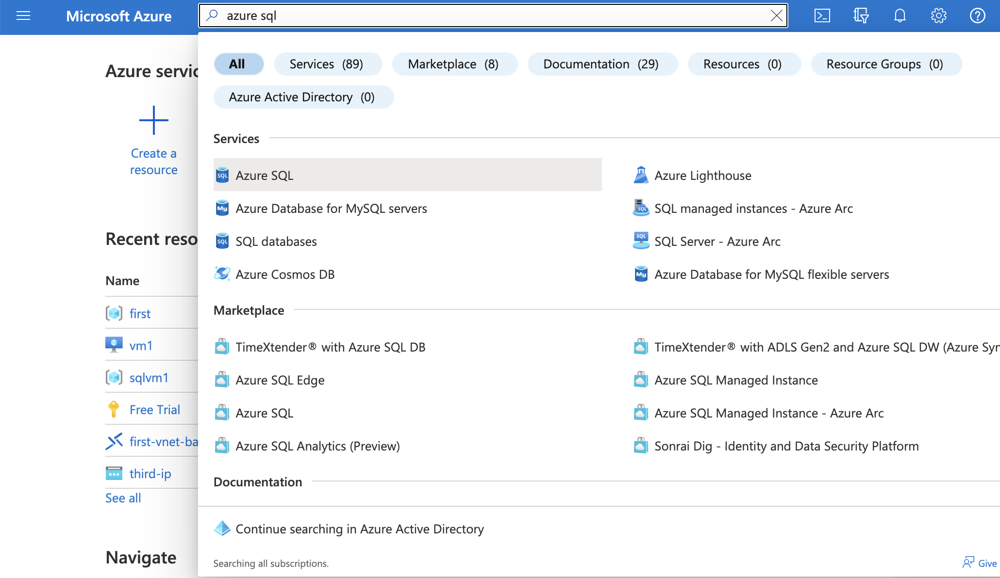 Microsoft Azure
azure sql
All
Services (89)
Marketplace (8)
Documentation (29)
Resources (0)
Resource Groups (0)
Azure Active Directory (0)
Azure servic
Create a
resource
Recent reso
Name
first
vm1
sqlvm1
Free Trial
first-vnet-ba
third-ip
See all
Navigate
Services
Azure SQL
Azure Lighthouse
Azure Database for MySQL servers
SQL managed instances - Azure Arc
SQL databases
SQL Server - Azure Arc
Azure Cosmos DB
Azure Database for MySQL flexible servers
Marketplace
TimeXtender® with Azure SQL DB
TimeXtender® with ADLS Gen2 and Azure SQL DW (Azure Syn
Azure SQL Edge
Azure SQL Managed Instance
Azure SQL
Azure SQL Managed Instance - Azure Arc
Azure SQL Analytics (Preview)
Sonrai Dig - Identity and Data Security Platform
Documentation
Continue searching in Azure Active Directory
Searching all subscriptions.
Give